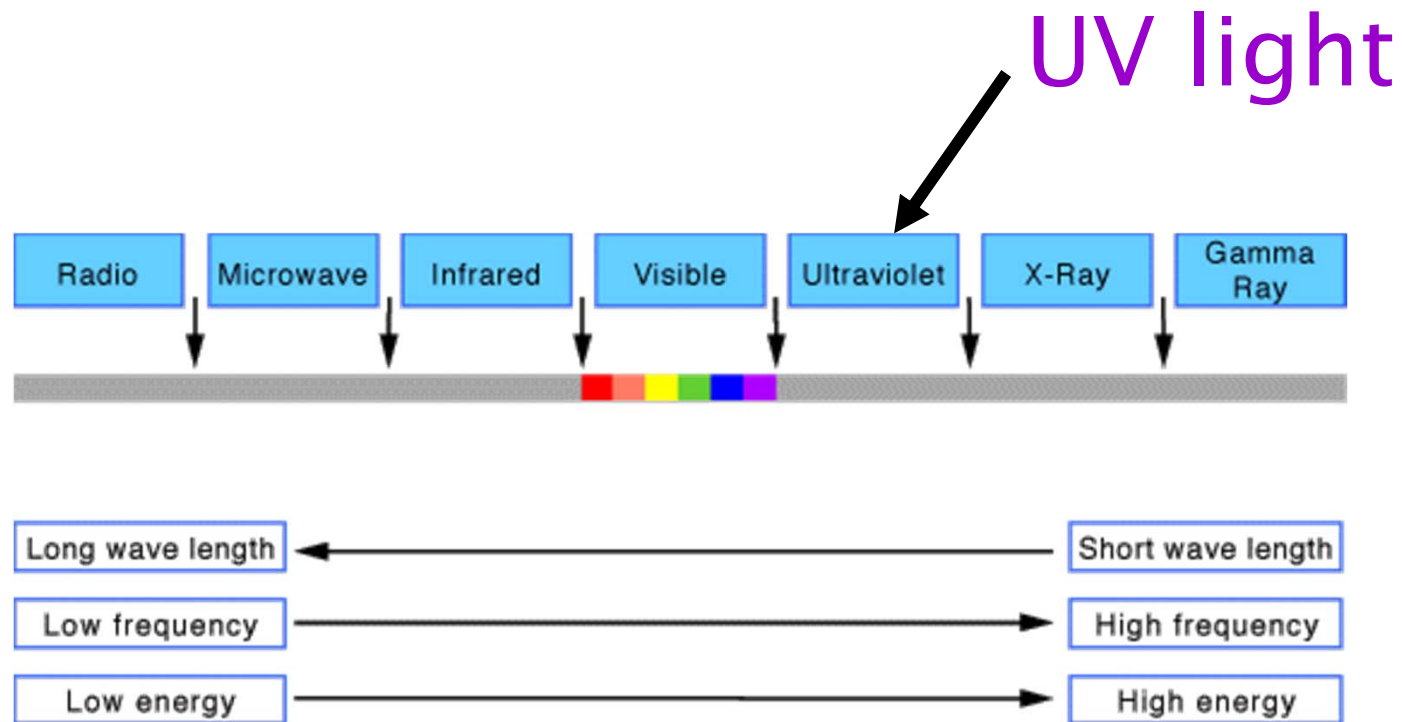 UV light
Radio
Microwave
Infrared
Visible
Ultraviolet
X-Ray
Gamma
Ray
Long wave length
Short wave length
Low frequency
High frequency
Low energy
High energy